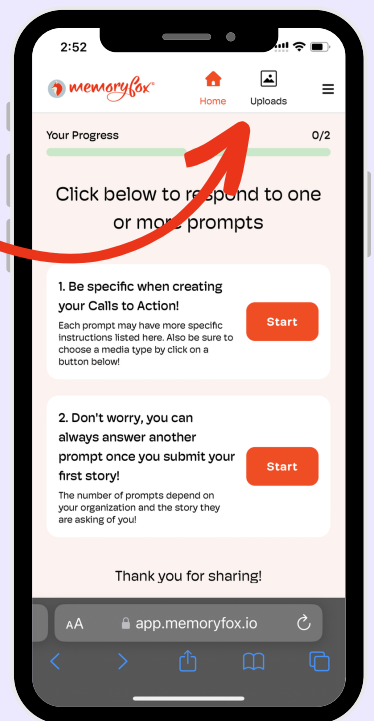 2:52
memoryfox
Home
Uploads
Your Progress
0/2
Click below to respond to one
or more prompts
1. Be specific when creating
your Calls to Action!
Each prompt may have more specific
instructions listed here. Also be sure to
choose a media type by click on a
button below!
Start
2. Don't worry, you can
always answer another
prompt once you submit your
first story!
The number of prompts depend on
your organization and the story they
are asking of you!
Start
Thank you for sharing!
AA
app.memoryfox.io